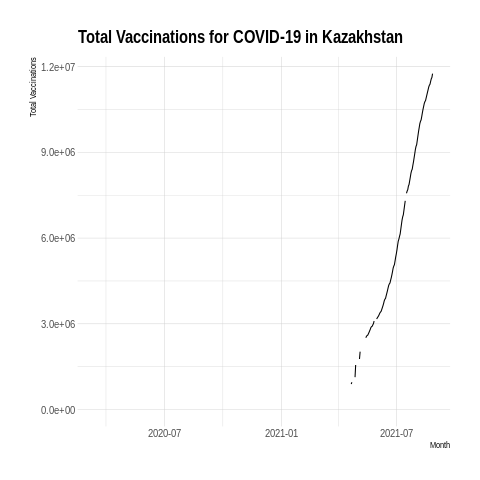 Total Vaccinations for COVID-19 in Kazakhstan
Total Vaccinations
1.2e+07
9.0e+06
6.0e+06
3.0e+06
0.0e+00
2020-07
2021-01
2021-07
Month